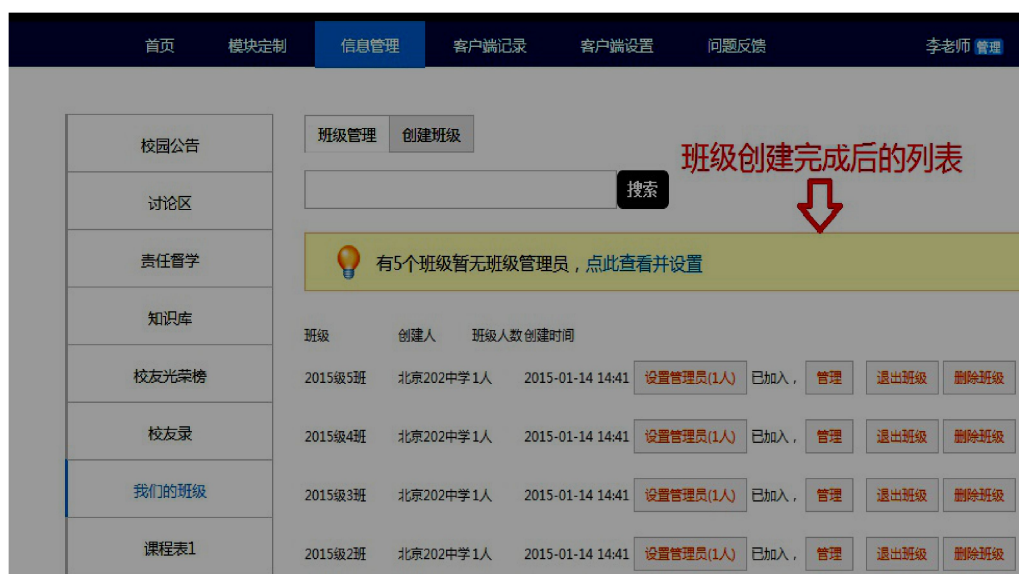 首页 模块定制 信息管理 客户端记录 客户端设置 问题反馈 李老师 管理
班级管理 创建班级
校园公告
班级创建完成后的列表
搜索
讨论区
责任督学
有5个班级暂无班级管理员，点此查看并设置
知识库
班级 创建人 班级人数 创建时间
校友光荣榜
2015级5班 北京202中学 1人 2015-01-14 14:41 设置管理员(1人) 已加入， 管理 退出班级 删除班级
校友录
2015级4班 北京202中学 1人 2015-01-14 14:41 设置管理员(1人) 已加入， 管理 退出班级 删除班级
我们的班级
2015级3班 北京202中学 1人 2015-01-14 14:41 设置管理员(1人) 已加入， 管理 退出班级 删除班级
课程表1
2015级2班 北京202中学 1人 2015-01-14 14:41 设置管理员(1人) 已加入， 管理 退出班级 删除班级